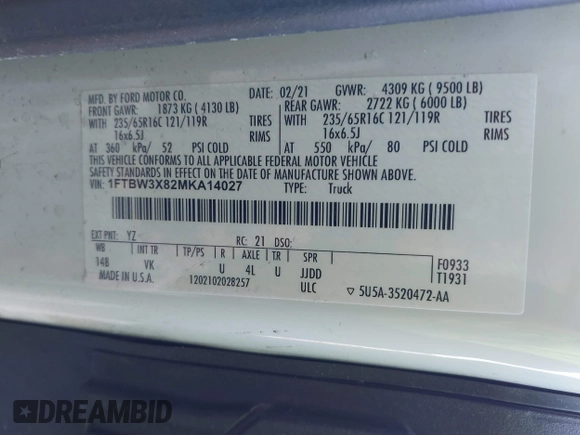 MFD. BY FORD MOTOR CO. DATE: 02/21 GVWR: 4309 KG ( 9500 LB)
FRONT GAWR: 1873 KG ( 4130 LB) REAR GAWR: 2722 KG ( 6000 LB)
WITH 235/65R16C 121/119R TIRES WITH 235/65R16C 121/119R TIRES
16x6.5J RIMS 16x6.5J RIMS
AT 360 kPa/ 52 PSI COLD AT 550 kPa/ 80 PSI COLD
THIS VEHICLE CONFORMS TO ALL APPLICABLE FEDERAL MOTOR VEHICLE
SAFETY STANDARDS IN EFFECT ON THE DATE OF MANUFACTURE SHOWN ABOVE.
VIN: 1FTBW3X82MKA14027 TYPE: Truck
EXT PNT: YZ RC: 21 DSO:
WB INT TR TP/PS R AXLE TR SPR F0933
14B VK U 4L U JJDD T1931
MADE IN U.S.A. 1202102028257 ULC ▽ 5U5A-3520472-AA
DREAMBID